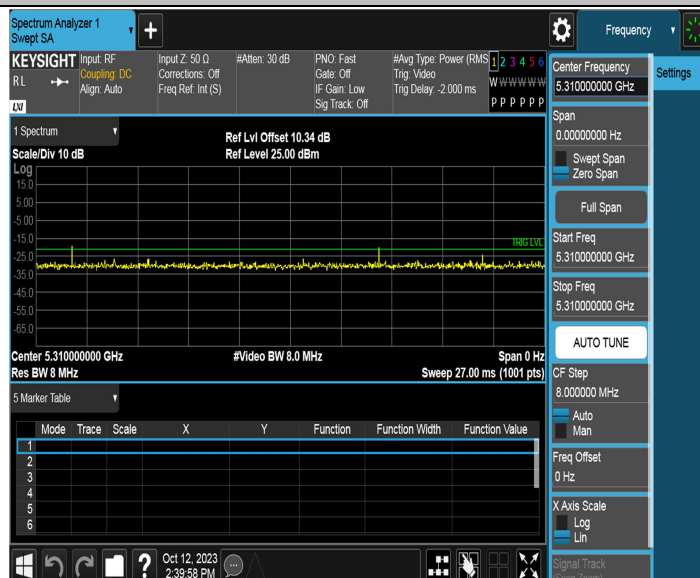 Spectrum Analyzer 1
Swept SA
+
Frequency
KEYSIGHT
Input: RF
Input Z: 50 Ω
#Atten: 30 dB
PNO: Fast
#Avg Type: Power (RMS
1 2 3 4 5 6
RL
Coupling: DC
Corrections: Off
Gate: Off
Trig: Video
W W W W W W
Align: Auto
Freq Ref: Int (S)
IF Gain: Low
Trig Delay: -2.000 ms
Sig Track: Off
P P P P P P
LXI
Center Frequency
5.310000000 GHz
Settings
Span
0.00000000 Hz
Swept Span
Zero Span
Full Span
Start Freq
5.310000000 GHz
Stop Freq
5.310000000 GHz
AUTO TUNE
CF Step
8.000000 MHz
Auto
Man
Freq Offset
0 Hz
X Axis Scale
Log
Lin
Signal Track
1 Spectrum
Ref Lvl Offset 10.34 dB
Scale/Div 10 dB
Ref Level 25.00 dBm
Log
15.0
5.00
-5.00
-15.0
TRIG LVL
-25.0
-35.0
-45.0
-55.0
-65.0
Center 5.310000000 GHz
#Video BW 8.0 MHz
Span 0 Hz
Res BW 8 MHz
Sweep 27.00 ms (1001 pts)
5 Marker Table
Mode Trace Scale X Y Function Function Width Function Value
1
2
3
4
5
6
?
Oct 12, 2023
2:39:58 PM